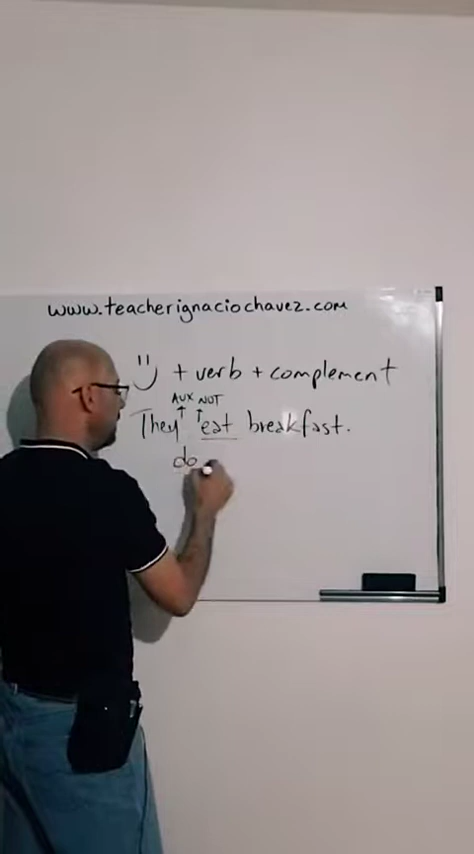 www.teacherignaciochavez.com
+ verb + complement
AUX NOT
They eat breakfast.
do